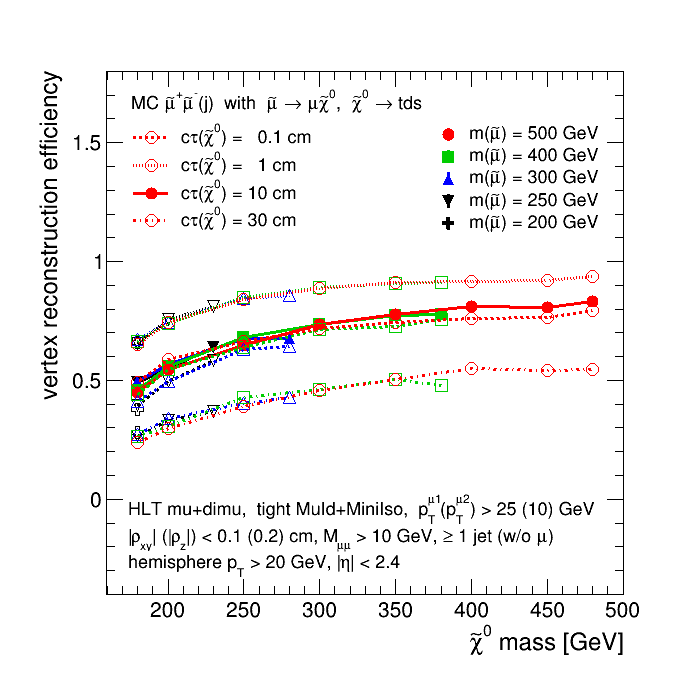 MC μ̃⁺μ̃⁻(j) with μ̃ → μχ̃⁰, χ̃⁰ → tds
cτ(χ̃⁰) = 0.1 cm
cτ(χ̃⁰) = 1 cm
cτ(χ̃⁰) = 10 cm
cτ(χ̃⁰) = 30 cm
m(μ̃) = 500 GeV
m(μ̃) = 400 GeV
m(μ̃) = 300 GeV
m(μ̃) = 250 GeV
m(μ̃) = 200 GeV
vertex reconstruction efficiency
1.5
1
0.5
0
HLT mu+dimu, tight MuId+MiniIso, p_T^μ1(p_T^μ2) > 25 (10) GeV
|ρ_xy| (|ρ_z|) < 0.1 (0.2) cm, M_μμ > 10 GeV, ≥ 1 jet (w/o μ)
hemisphere p_T > 20 GeV, |η| < 2.4
200 250 300 350 400 450 500
χ̃⁰ mass [GeV]